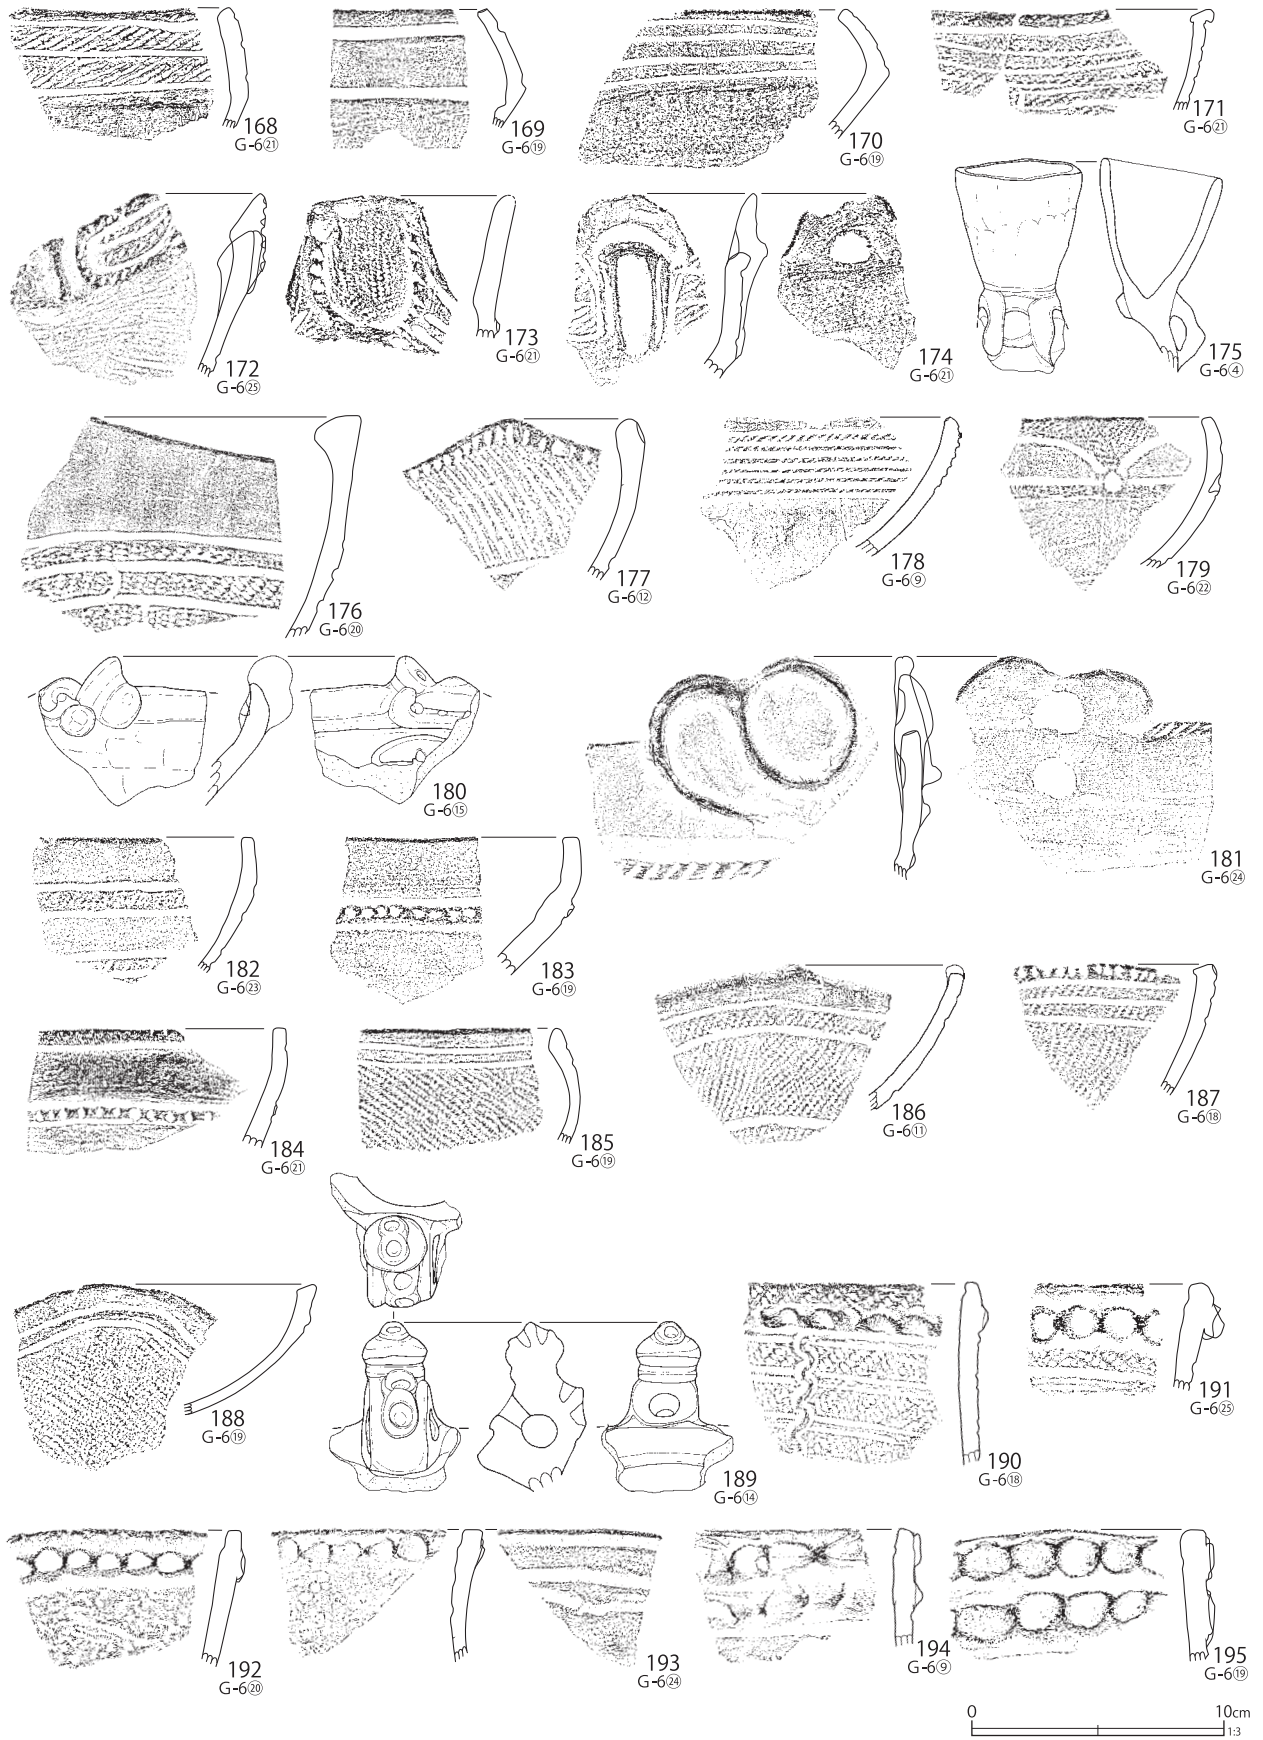 168
G-6㉑
169
G-6⑲
170
G-6⑲
171
G-6㉑
172
G-6㉕
173
G-6㉑
174
G-6㉑
175
G-6④
176
G-6⑳
177
G-6⑫
178
G-6⑨
179
G-6㉒
180
G-6⑮
181
G-6㉔
182
G-6㉓
183
G-6⑲
184
G-6㉑
185
G-6⑲
186
G-6⑪
187
G-6⑱
188
G-6⑲
189
G-6⑭
190
G-6⑱
191
G-6㉕
192
G-6⑳
193
G-6㉔
194
G-6⑨
195
G-6⑲
0 10cm
1:3